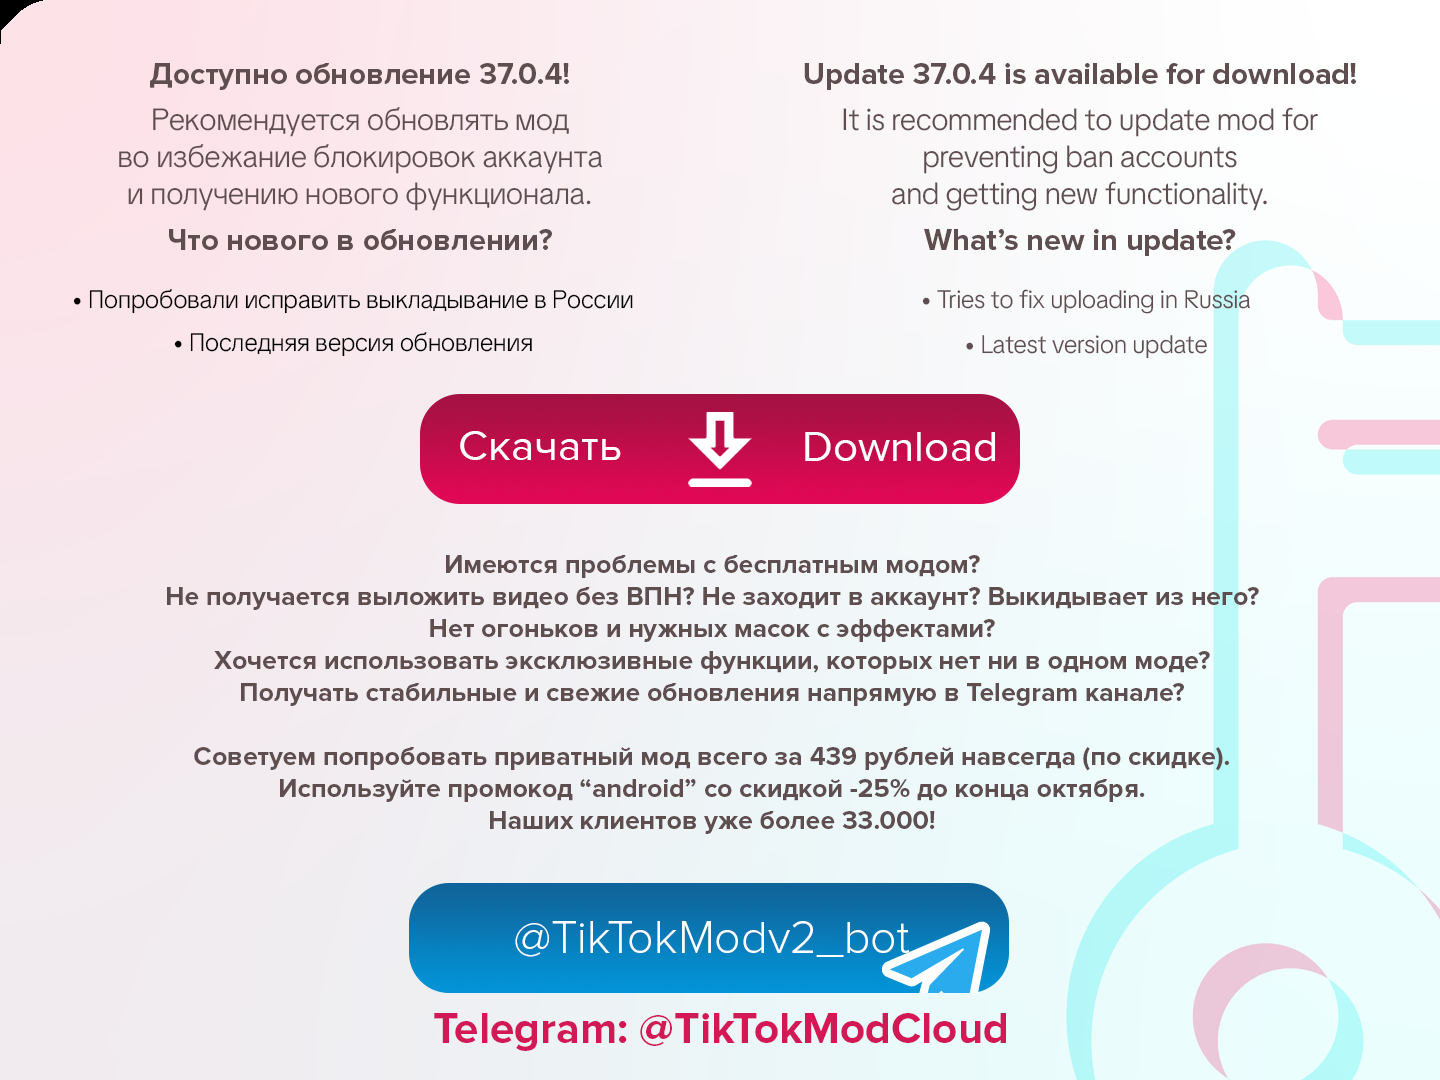 Доступно обновление 37.0.4!
Рекомендуется обновлять мод
во избежание блокировок аккаунта
и получению нового функционала.
Что нового в обновлении?
• Попробовали исправить выкладывание в России
• Последняя версия обновления
Update 37.0.4 is available for download!
It is recommended to update mod for
preventing ban accounts
and getting new functionality.
What’s new in update?
• Tries to fix uploading in Russia
• Latest version update
Скачать Download
Имеются проблемы с бесплатным модом?
Не получается выложить видео без ВПН? Не заходит в аккаунт? Выкидывает из него?
Нет огоньков и нужных масок с эффектами?
Хочется использовать эксклюзивные функции, которых нет ни в одном моде?
Получать стабильные и свежие обновления напрямую в Telegram канале?
Советуем попробовать приватный мод всего за 439 рублей навсегда (по скидке).
Используйте промокод “android” со скидкой -25% до конца октября.
Наших клиентов уже более 33.000!
@TikTokModv2_bot
Telegram: @TikTokModCloud